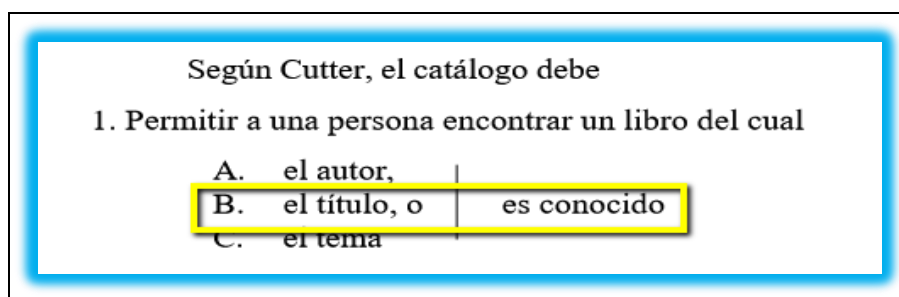 Según Cutter, el catálogo debe
1. Permitir a una persona encontrar un libro del cual
A. el autor,
B. el título, o es conocido
C. el tema